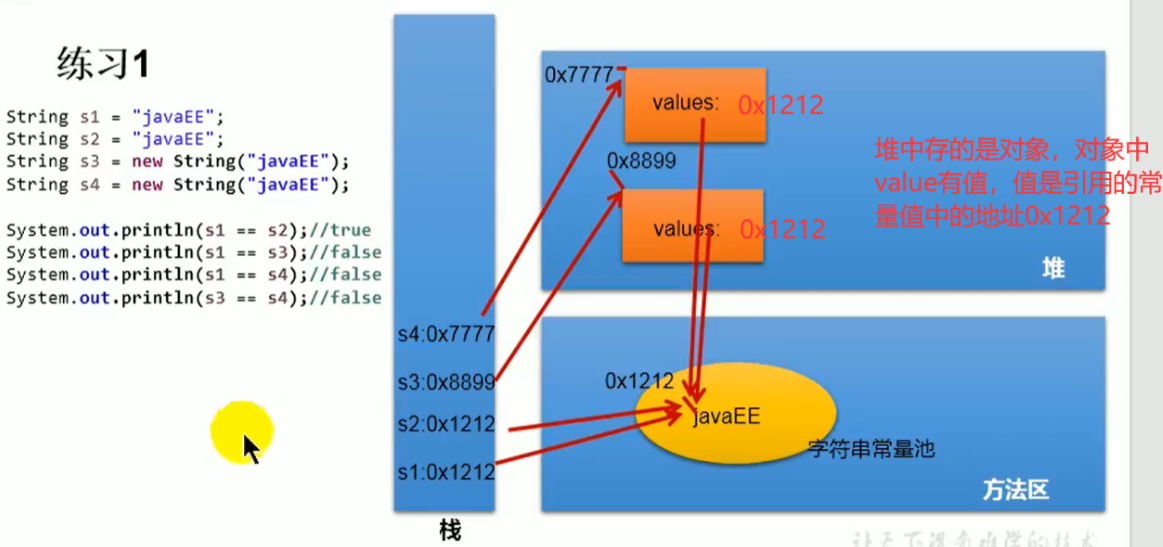 练习1
String s1 = "javaEE";
String s2 = "javaEE";
String s3 = new String("javaEE");
String s4 = new String("javaEE");
System.out.println(s1 == s2);//true
System.out.println(s1 == s3);//false
System.out.println(s1 == s4);//false
System.out.println(s3 == s4);//false
s4:0x7777
s3:0x8899
s2:0x1212
s1:0x1212
栈
0x7777
values: 0x1212
0x8899
values: 0x1212
堆中存的是对象，对象中
value有值，值是引用的常
量值中的地址0x1212
堆
0x1212
javaEE
字符串常量池
方法区